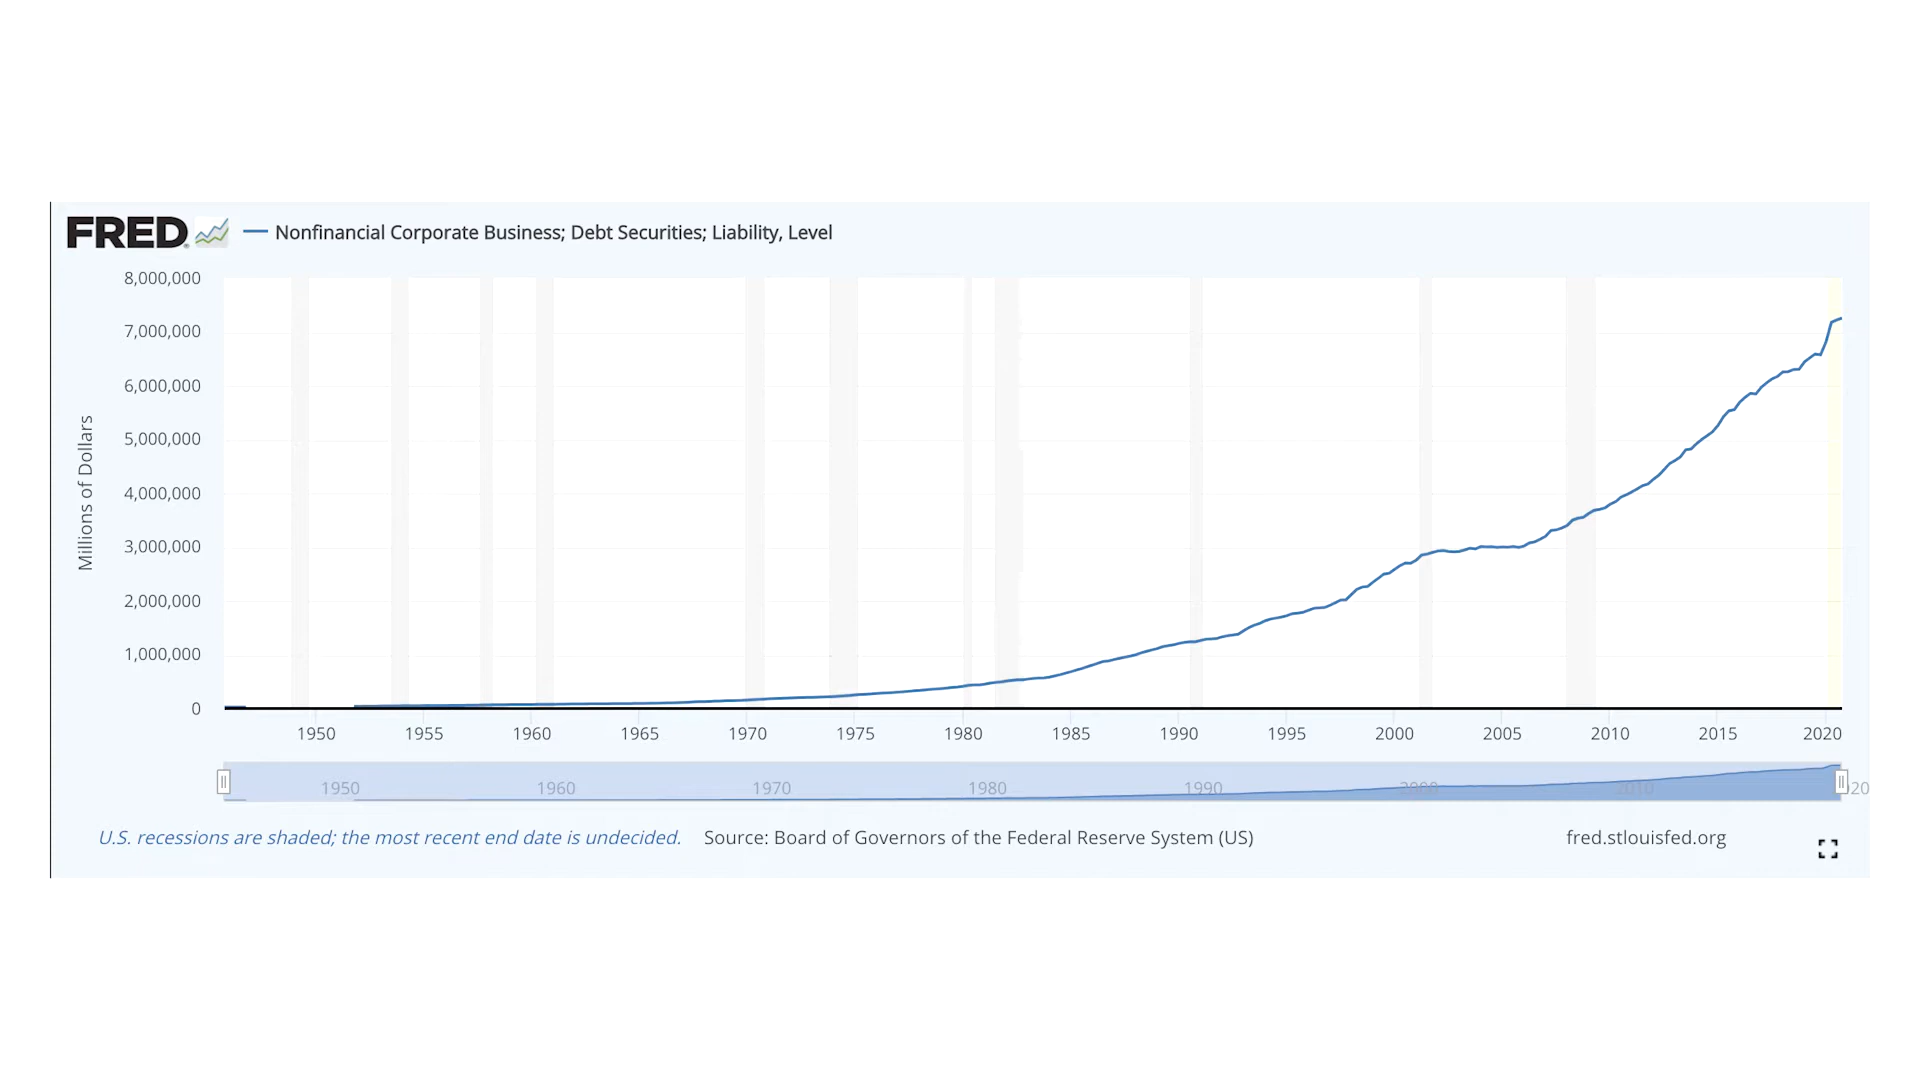 FRED Nonfinancial Corporate Business; Debt Securities; Liability, Level
8,000,000
7,000,000
6,000,000
5,000,000
4,000,000
3,000,000
2,000,000
1,000,000
0
Millions of Dollars
1950 1955 1960 1965 1970 1975 1980 1985 1990 1995 2000 2005 2010 2015 2020
1950 1960 1970 1980 1990 2000 2010 20
U.S. recessions are shaded; the most recent end date is undecided. Source: Board of Governors of the Federal Reserve System (US) fred.stlouisfed.org